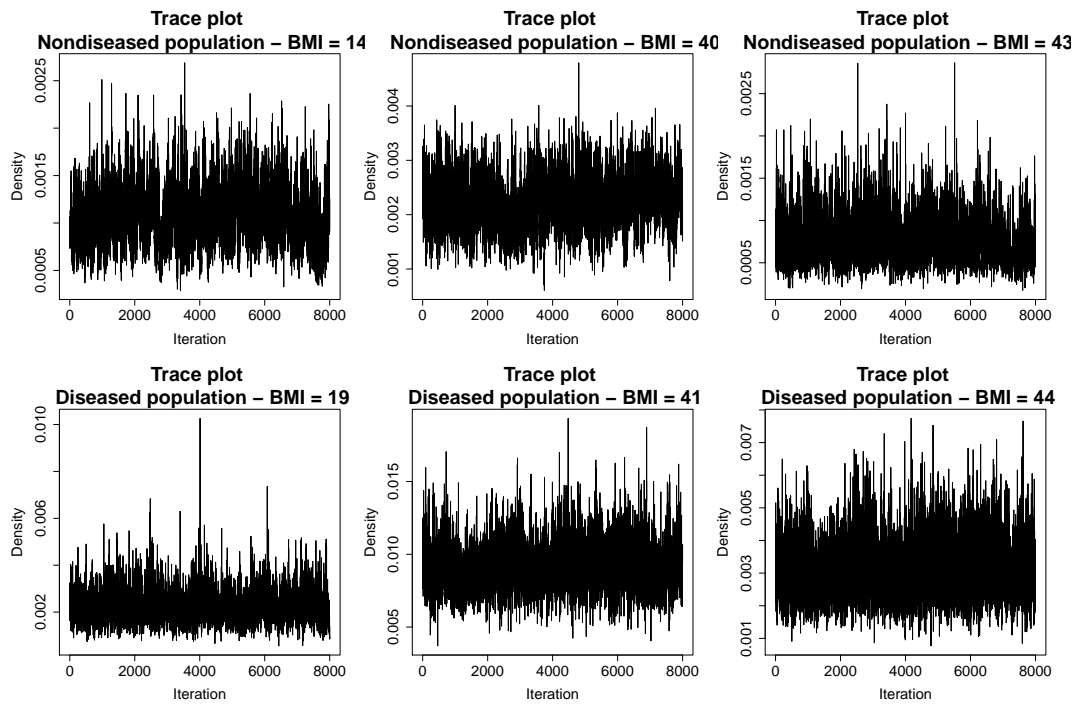 Trace plot
Nondiseased population – BMI = 14
Density
0.0005
0.0015
0.0025
0 2000 4000 6000 8000
Iteration
Trace plot
Nondiseased population – BMI = 40
Density
0.001
0.002
0.003
0.004
0 2000 4000 6000 8000
Iteration
Trace plot
Nondiseased population – BMI = 43
Density
0.0005
0.0015
0.0025
0 2000 4000 6000 8000
Iteration
Trace plot
Diseased population – BMI = 19
Density
0.002
0.006
0.010
0 2000 4000 6000 8000
Iteration
Trace plot
Diseased population – BMI = 41
Density
0.005
0.010
0.015
0 2000 4000 6000 8000
Iteration
Trace plot
Diseased population – BMI = 44
Density
0.001
0.003
0.005
0.007
0 2000 4000 6000 8000
Iteration